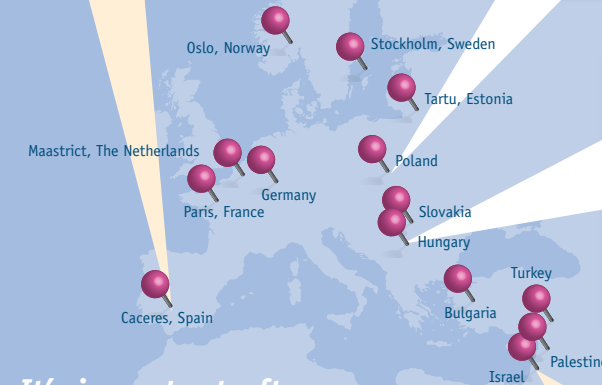 Oslo, Norway
Stockholm, Sweden
Tartu, Estonia
Maastrict, The Netherlands
Poland
Germany
Paris, France
Slovakia
Hungary
Turkey
Bulgaria
Caceres, Spain
Israel